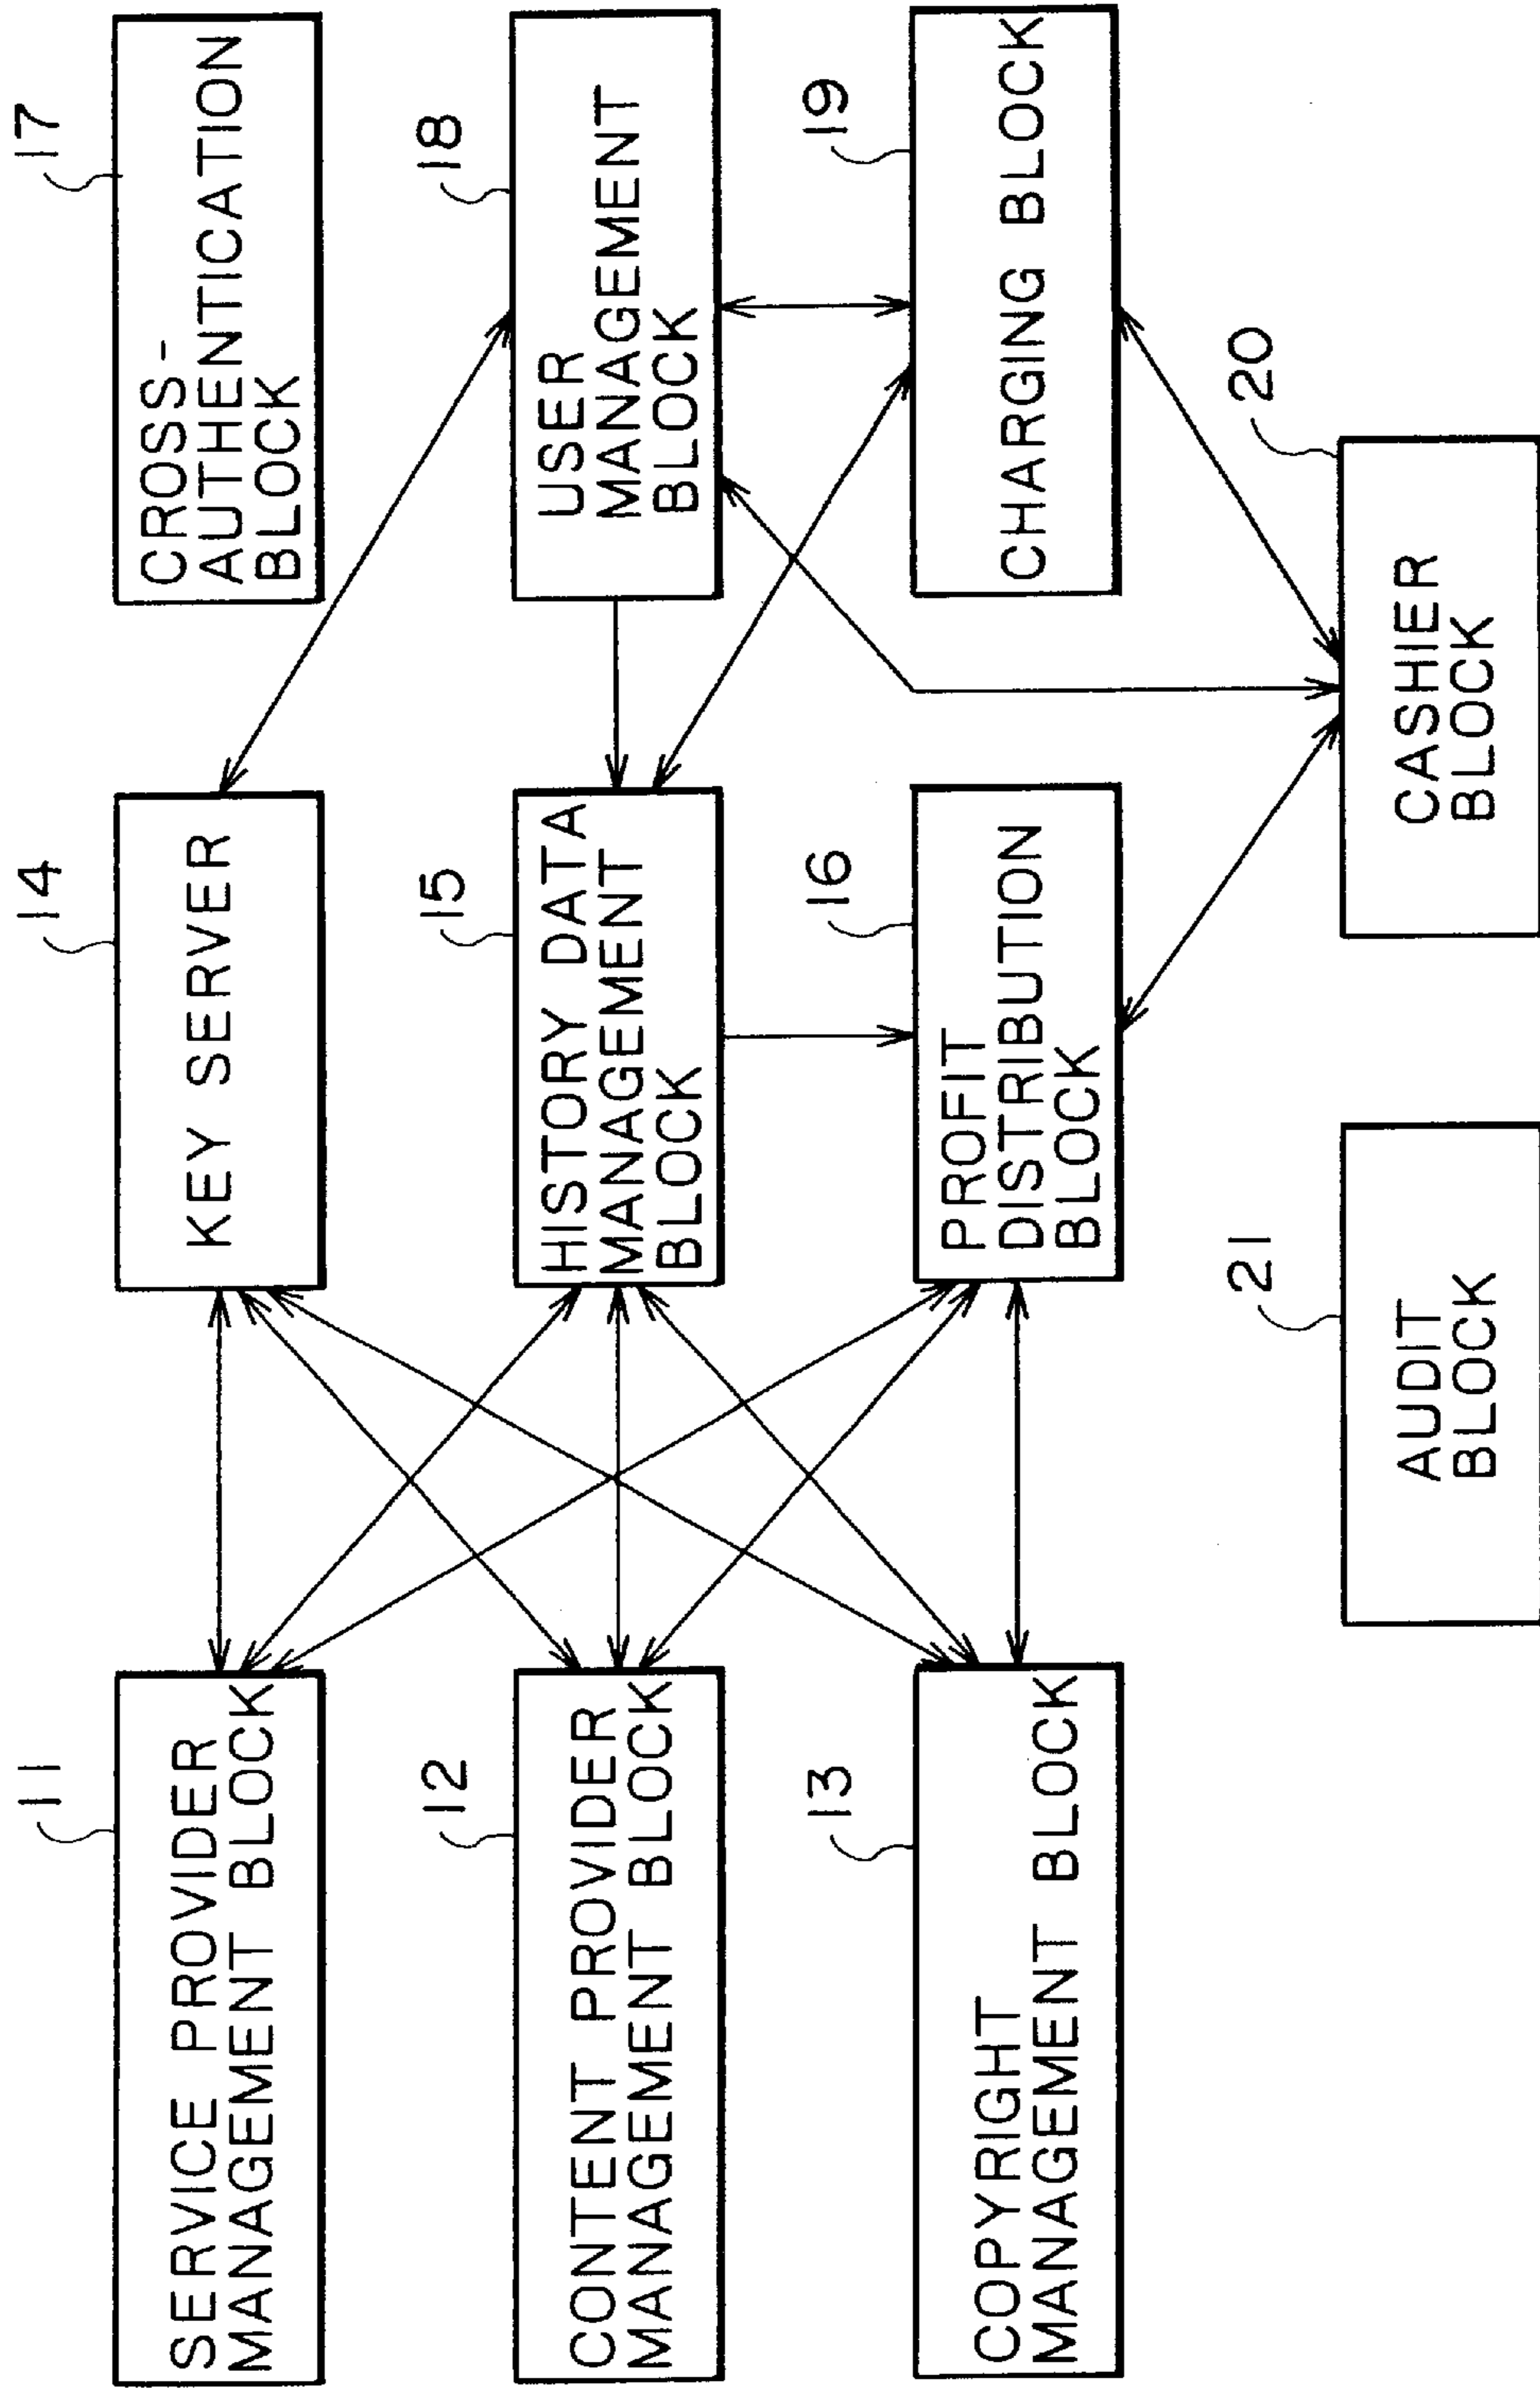 11
SERVICE PROVIDER
MANAGEMENT BLOCK
14
KEY SERVER
17
CROSS-
AUTHENTICATION
BLOCK
12
CONTENT PROVIDER
MANAGEMENT BLOCK
15
HISTORY DATA
MANAGEMENT
BLOCK
18
USER
MANAGEMENT
BLOCK
13
COPYRIGHT
MANAGEMENT BLOCK
16
PROFIT
DISTRIBUTION
BLOCK
19
CHARGING BLOCK
21
AUDIT
BLOCK
20
CASHIER
BLOCK